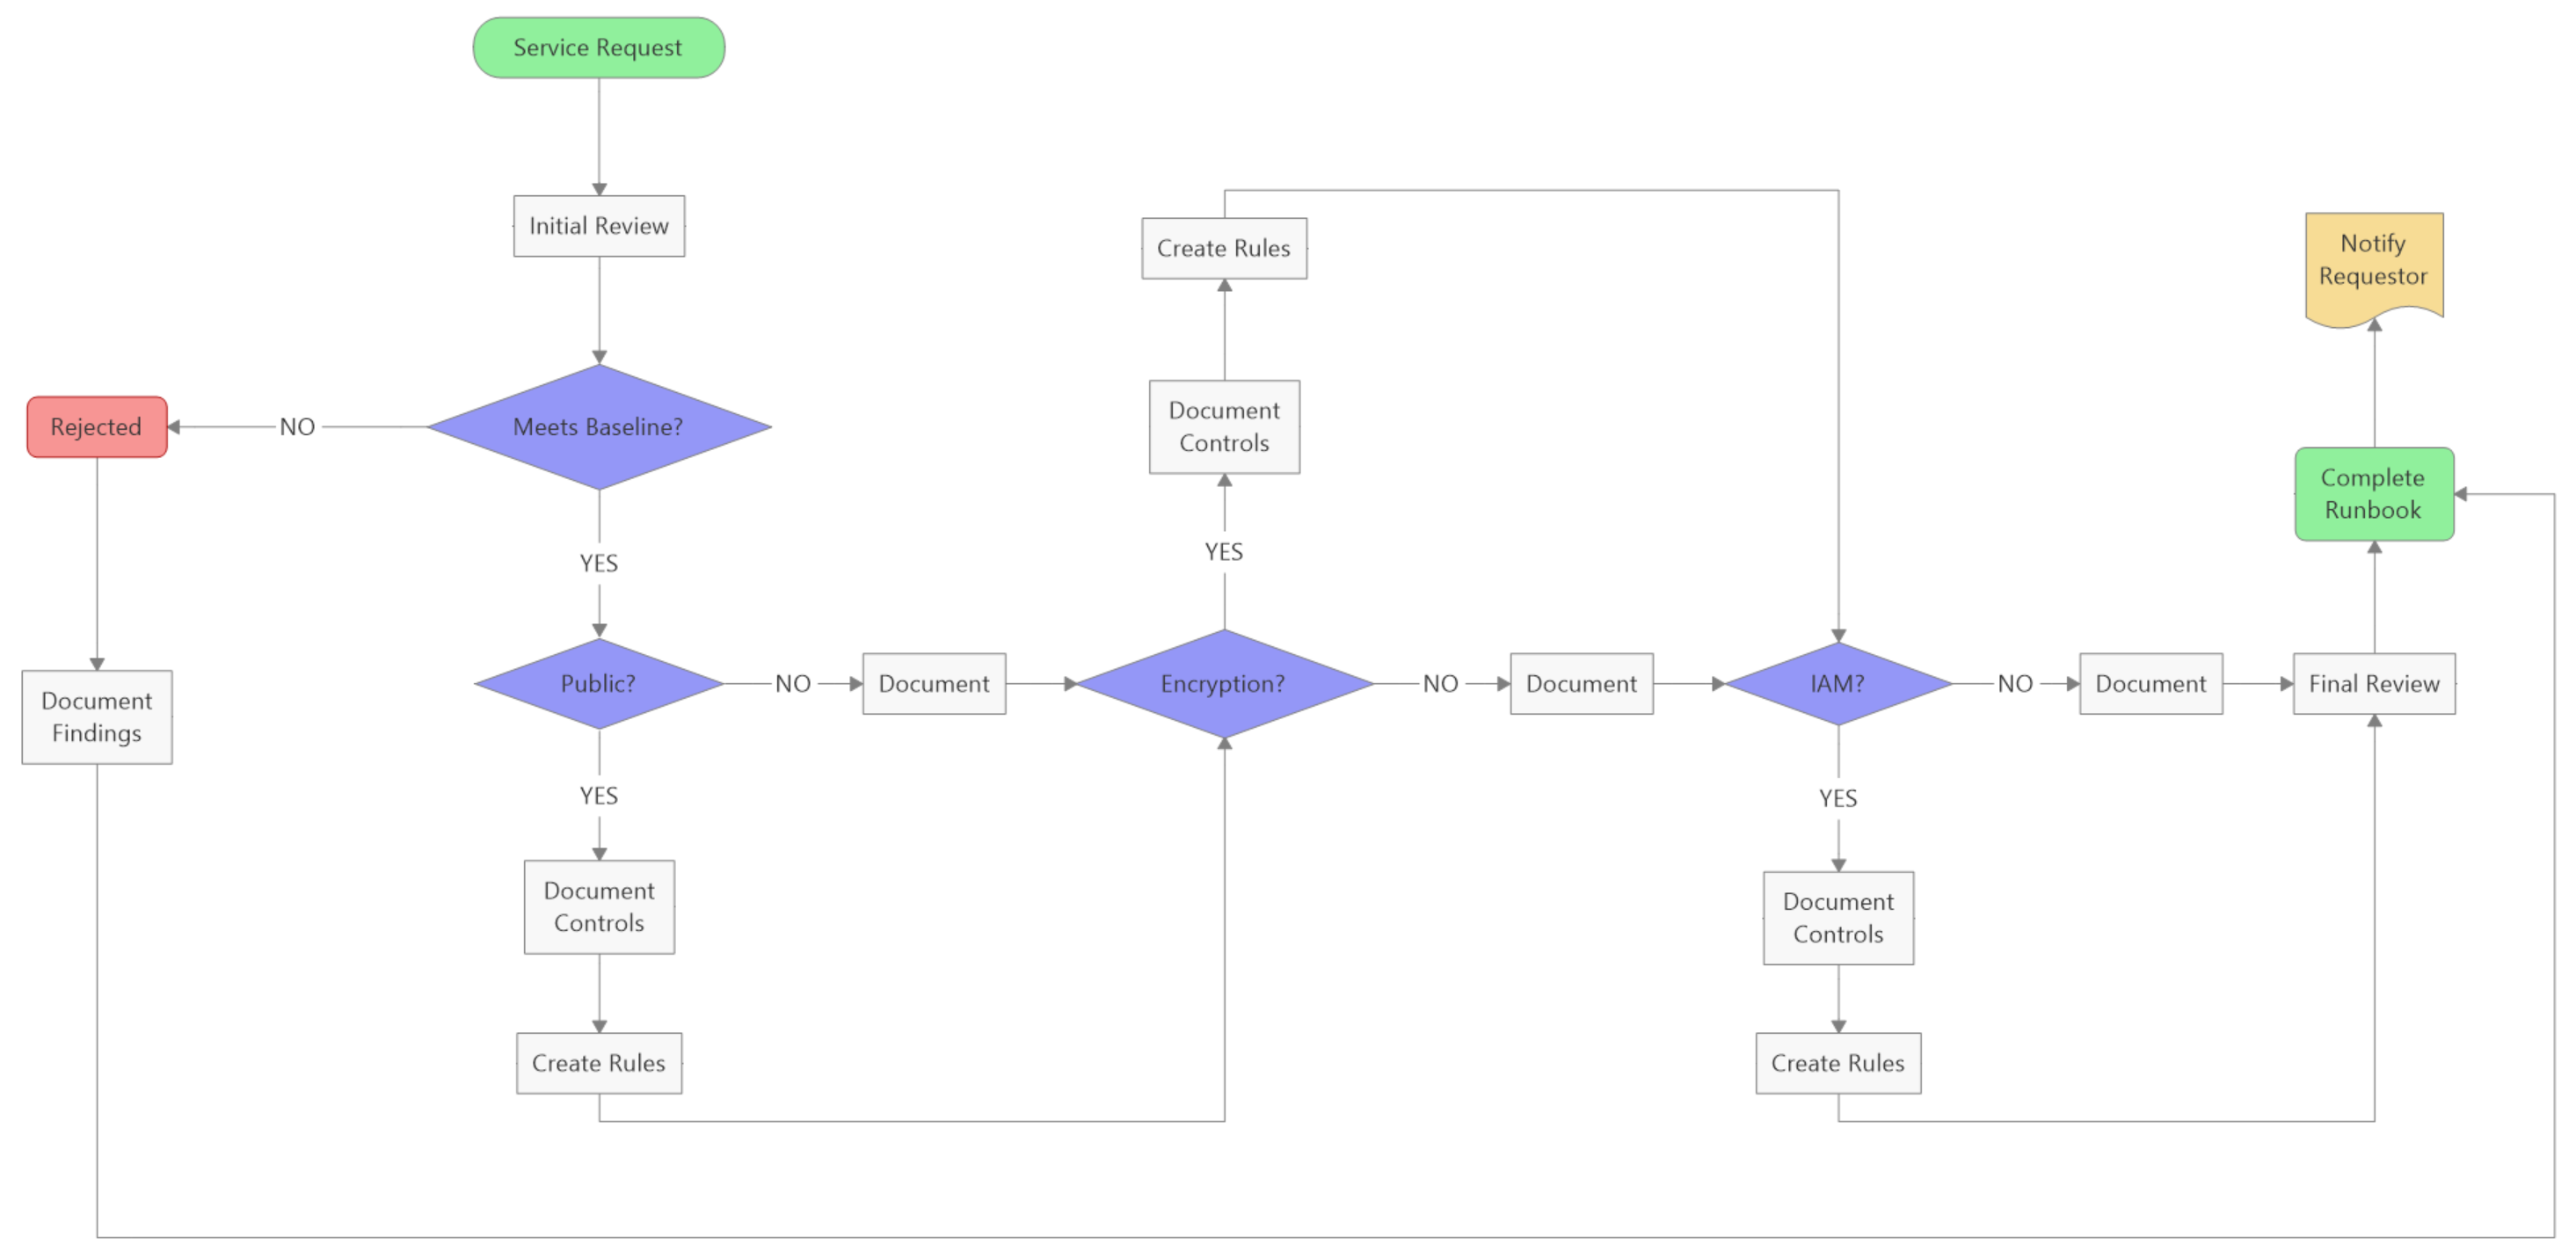 Service Request
Initial Review
Meets Baseline?
NO
Rejected
Document
Findings
YES
Public?
NO
Document
YES
Document
Controls
Create Rules
Encryption?
YES
Document
Controls
Create Rules
NO
Document
IAM?
YES
Document
Controls
Create Rules
NO
Document
Final Review
Complete
Runbook
Notify
Requestor